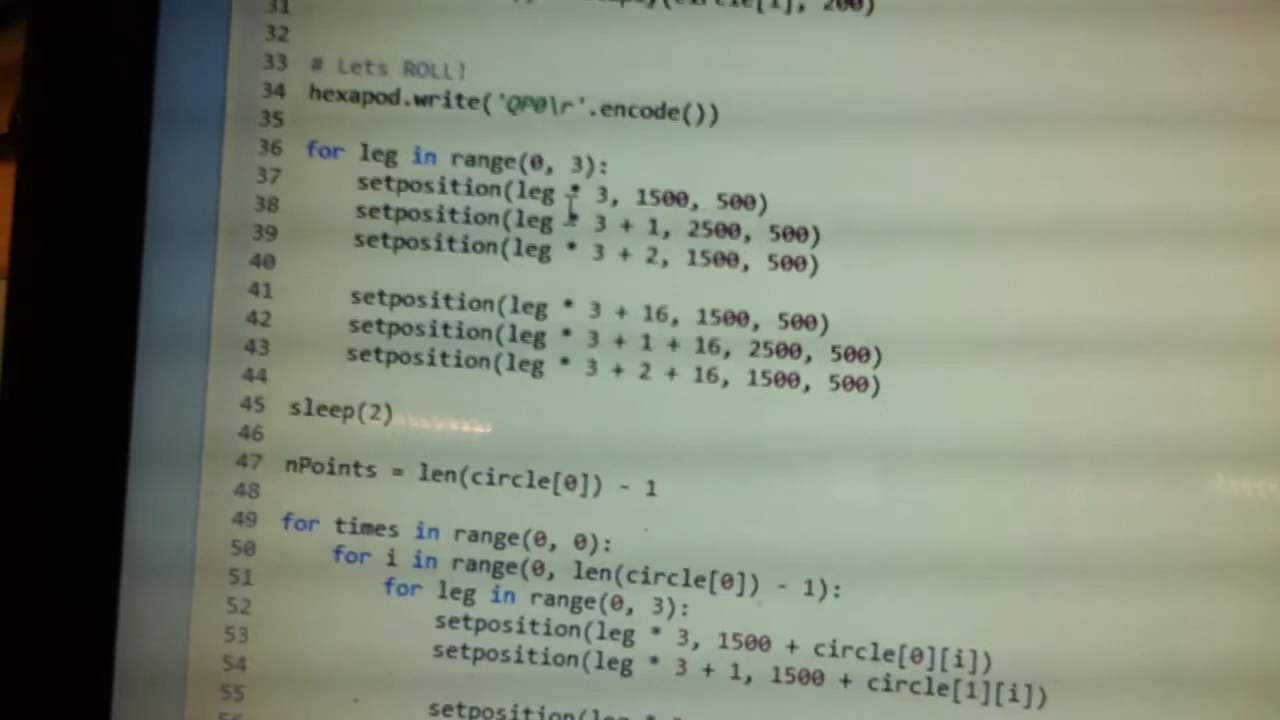 31 (circle[i], 200)
32
33 # Lets ROLL!
34 hexapod.write('QP0\r'.encode())
35
36 for leg in range(0, 3):
37 setposition(leg * 3, 1500, 500)
38 setposition(leg * 3 + 1, 2500, 500)
39 setposition(leg * 3 + 2, 1500, 500)
40
41 setposition(leg * 3 + 16, 1500, 500)
42 setposition(leg * 3 + 1 + 16, 2500, 500)
43 setposition(leg * 3 + 2 + 16, 1500, 500)
44
45 sleep(2)
46
47 nPoints = len(circle[0]) - 1
48
49 for times in range(0, 0):
50 for i in range(0, len(circle[0]) - 1):
51 for leg in range(0, 3):
52 setposition(leg * 3, 1500 + circle[0][i])
53 setposition(leg * 3 + 1, 1500 + circle[1][i])
54
55 setposition(leg